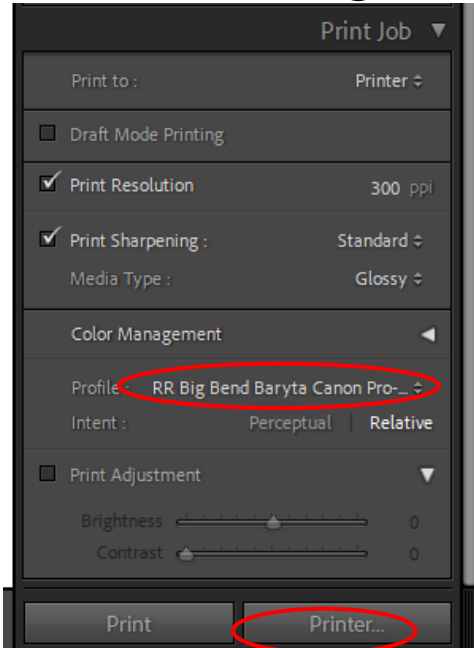 Print Job
Print to : Printer
Draft Mode Printing
Print Resolution 300 ppi
Print Sharpening : Standard
Media Type : Glossy
Color Management
Profile : RR Big Bend Baryta Canon Pro-...
Intent : Perceptual | Relative
Print Adjustment
Brightness 0
Contrast 0
Print Printer...